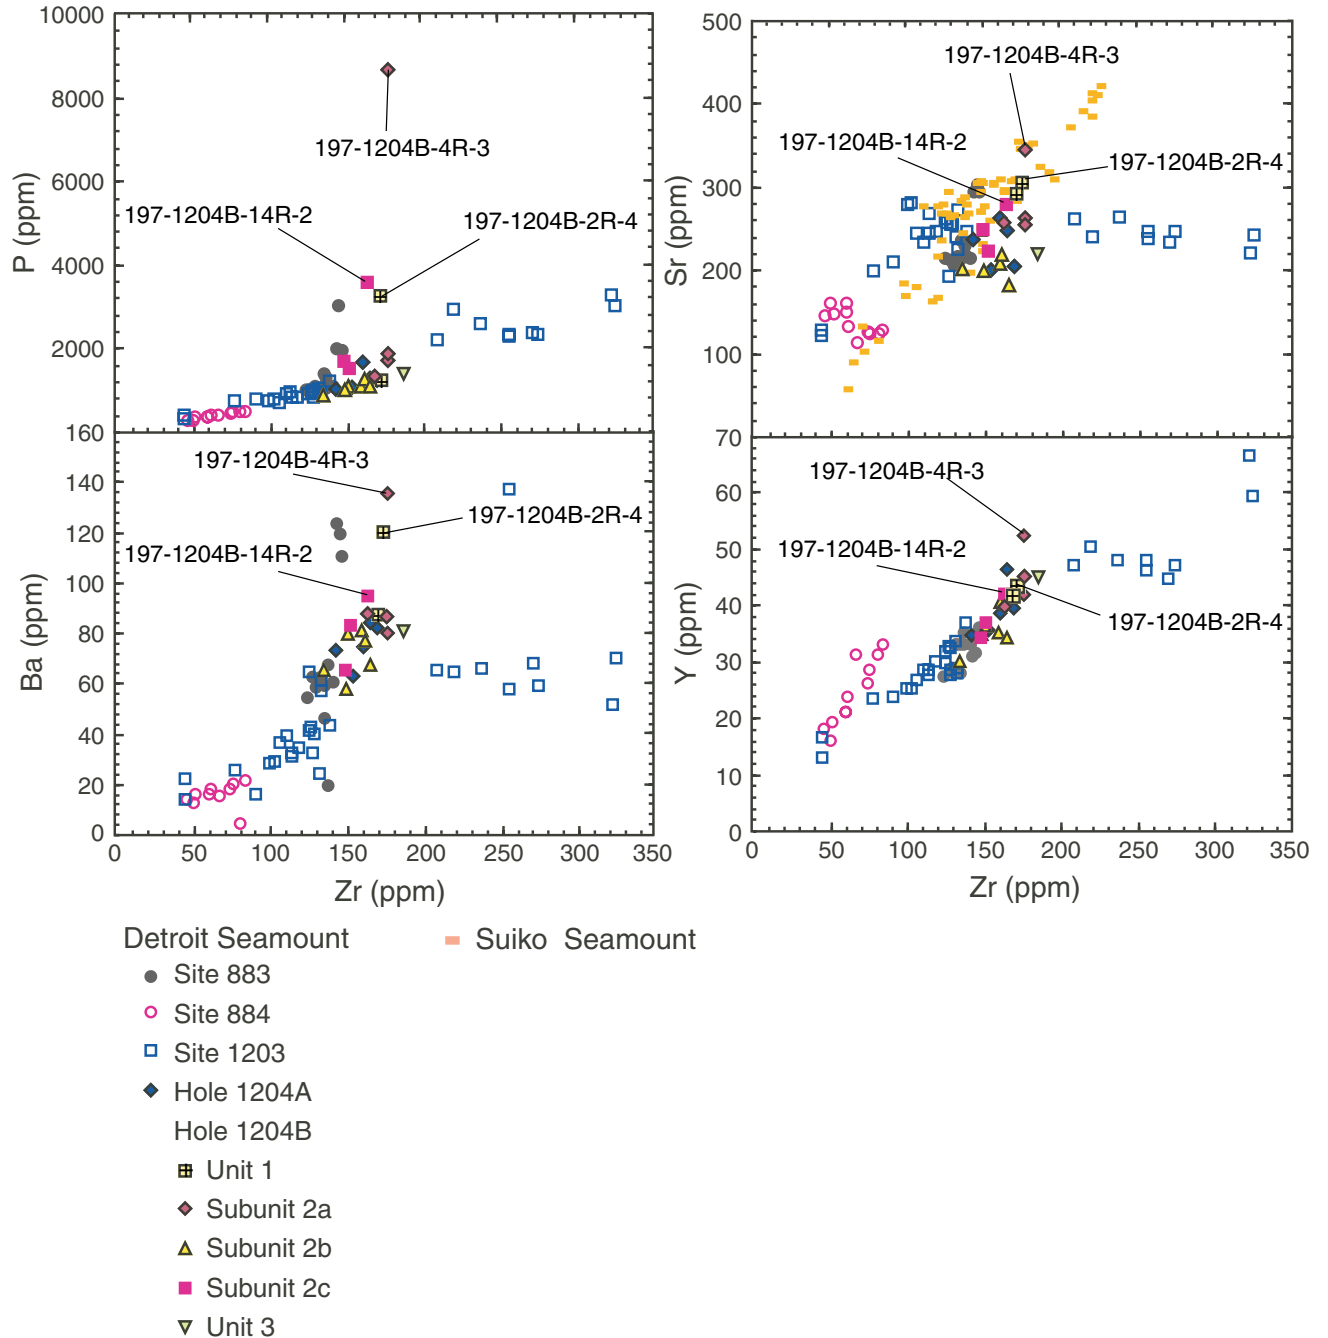 10000
8000
6000
4000
2000
160
P (ppm)
197-1204B-4R-3
197-1204B-14R-2
197-1204B-2R-4
500
400
300
200
100
70
Sr (ppm)
197-1204B-4R-3
197-1204B-14R-2
197-1204B-2R-4
140
120
100
80
60
40
20
0
Ba (ppm)
197-1204B-4R-3
197-1204B-2R-4
197-1204B-14R-2
0 50 100 150 200 250 300 350
Zr (ppm)
60
50
40
30
20
10
0
Y (ppm)
197-1204B-4R-3
197-1204B-14R-2
197-1204B-2R-4
0 50 100 150 200 250 300 350
Zr (ppm)
Detroit Seamount
Suiko Seamount
Site 883
Site 884
Site 1203
Hole 1204A
Hole 1204B
Unit 1
Subunit 2a
Subunit 2b
Subunit 2c
Unit 3